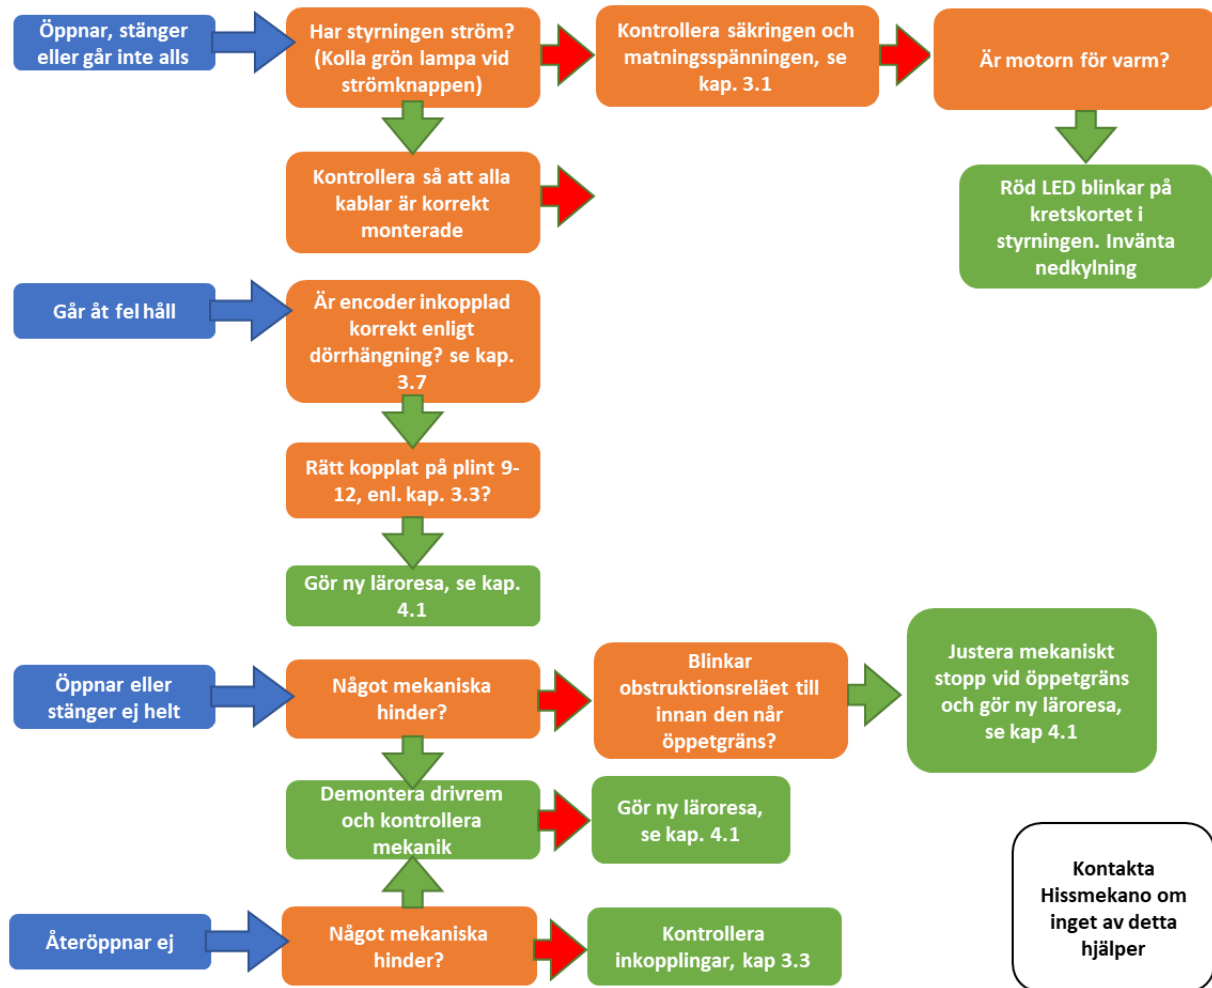 Öppnar, stänger
eller går inte alls
Har styrningen ström?
(Kolla grön lampa vid
strömknappen)
Kontrollera säkringen och
matningsspänningen, se
kap. 3.1
Är motorn för varm?
Kontrollera så att alla
kablar är korrekt
monterade
Röd LED blinkar på
kretskortet i
styrningen. Invänta
nedkylning
Går åt fel håll
Är encoder inkopplad
korrekt enligt
dörrhängning? se kap.
3.7
Rätt kopplat på plint 9-
12, enl. kap. 3.3?
Gör ny läroresa, se kap.
4.1
Öppnar eller
stänger ej helt
Något mekaniska
hinder?
Blinkar
obstruktionsreläet till
innan den når
öppetgräns?
Justera mekaniskt
stopp vid öppetgräns
och gör ny läroresa,
se kap 4.1
Demontera drivrem
och kontrollera
mekanik
Gör ny läroresa,
se kap. 4.1
Återöppnar ej
Något mekaniska
hinder?
Kontrollera
inkopplingar, kap 3.3
Kontakta
Hissmekano om
inget av detta
hjälper